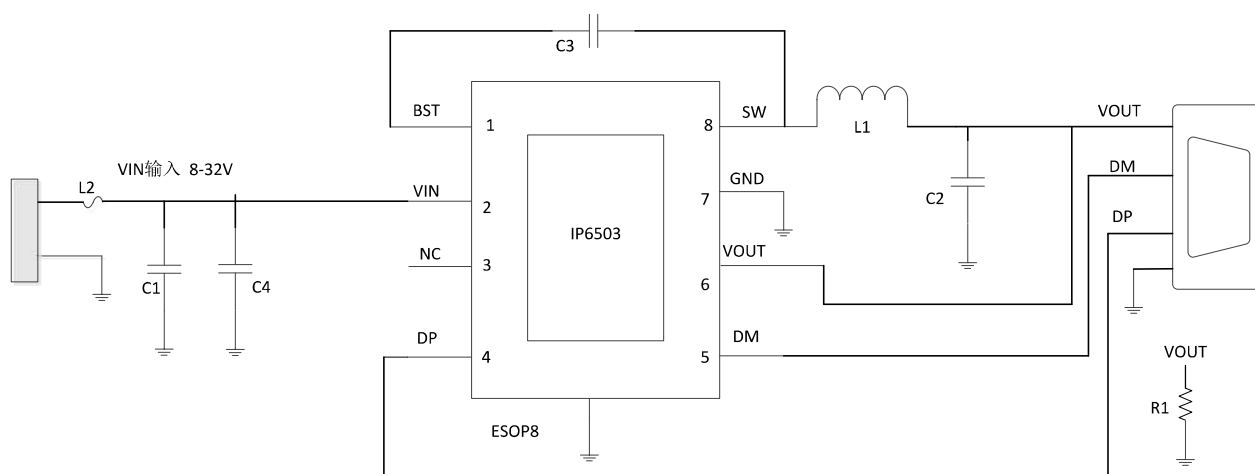 C3
BST
1
8
SW
L1
VOUT
VIN输入 8-32V
L2
VIN
2
GND
7
C2
DM
DP
IP6503
NC
3
VOUT
6
C1
C4
DP
4
DM
5
VOUT
R1
ESOP8